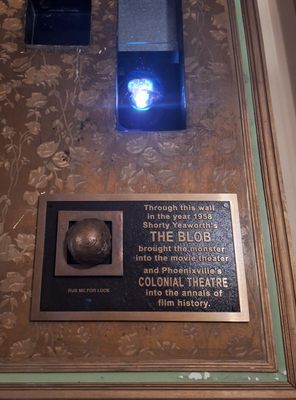 Through this wall
in the year 1958
Shorty Yeaworth's
THE BLOB
brought the monster
into the movie theater
and Phoenixville's
COLONIAL THEATRE
into the annals of
film history.
RUB ME FOR LUCK